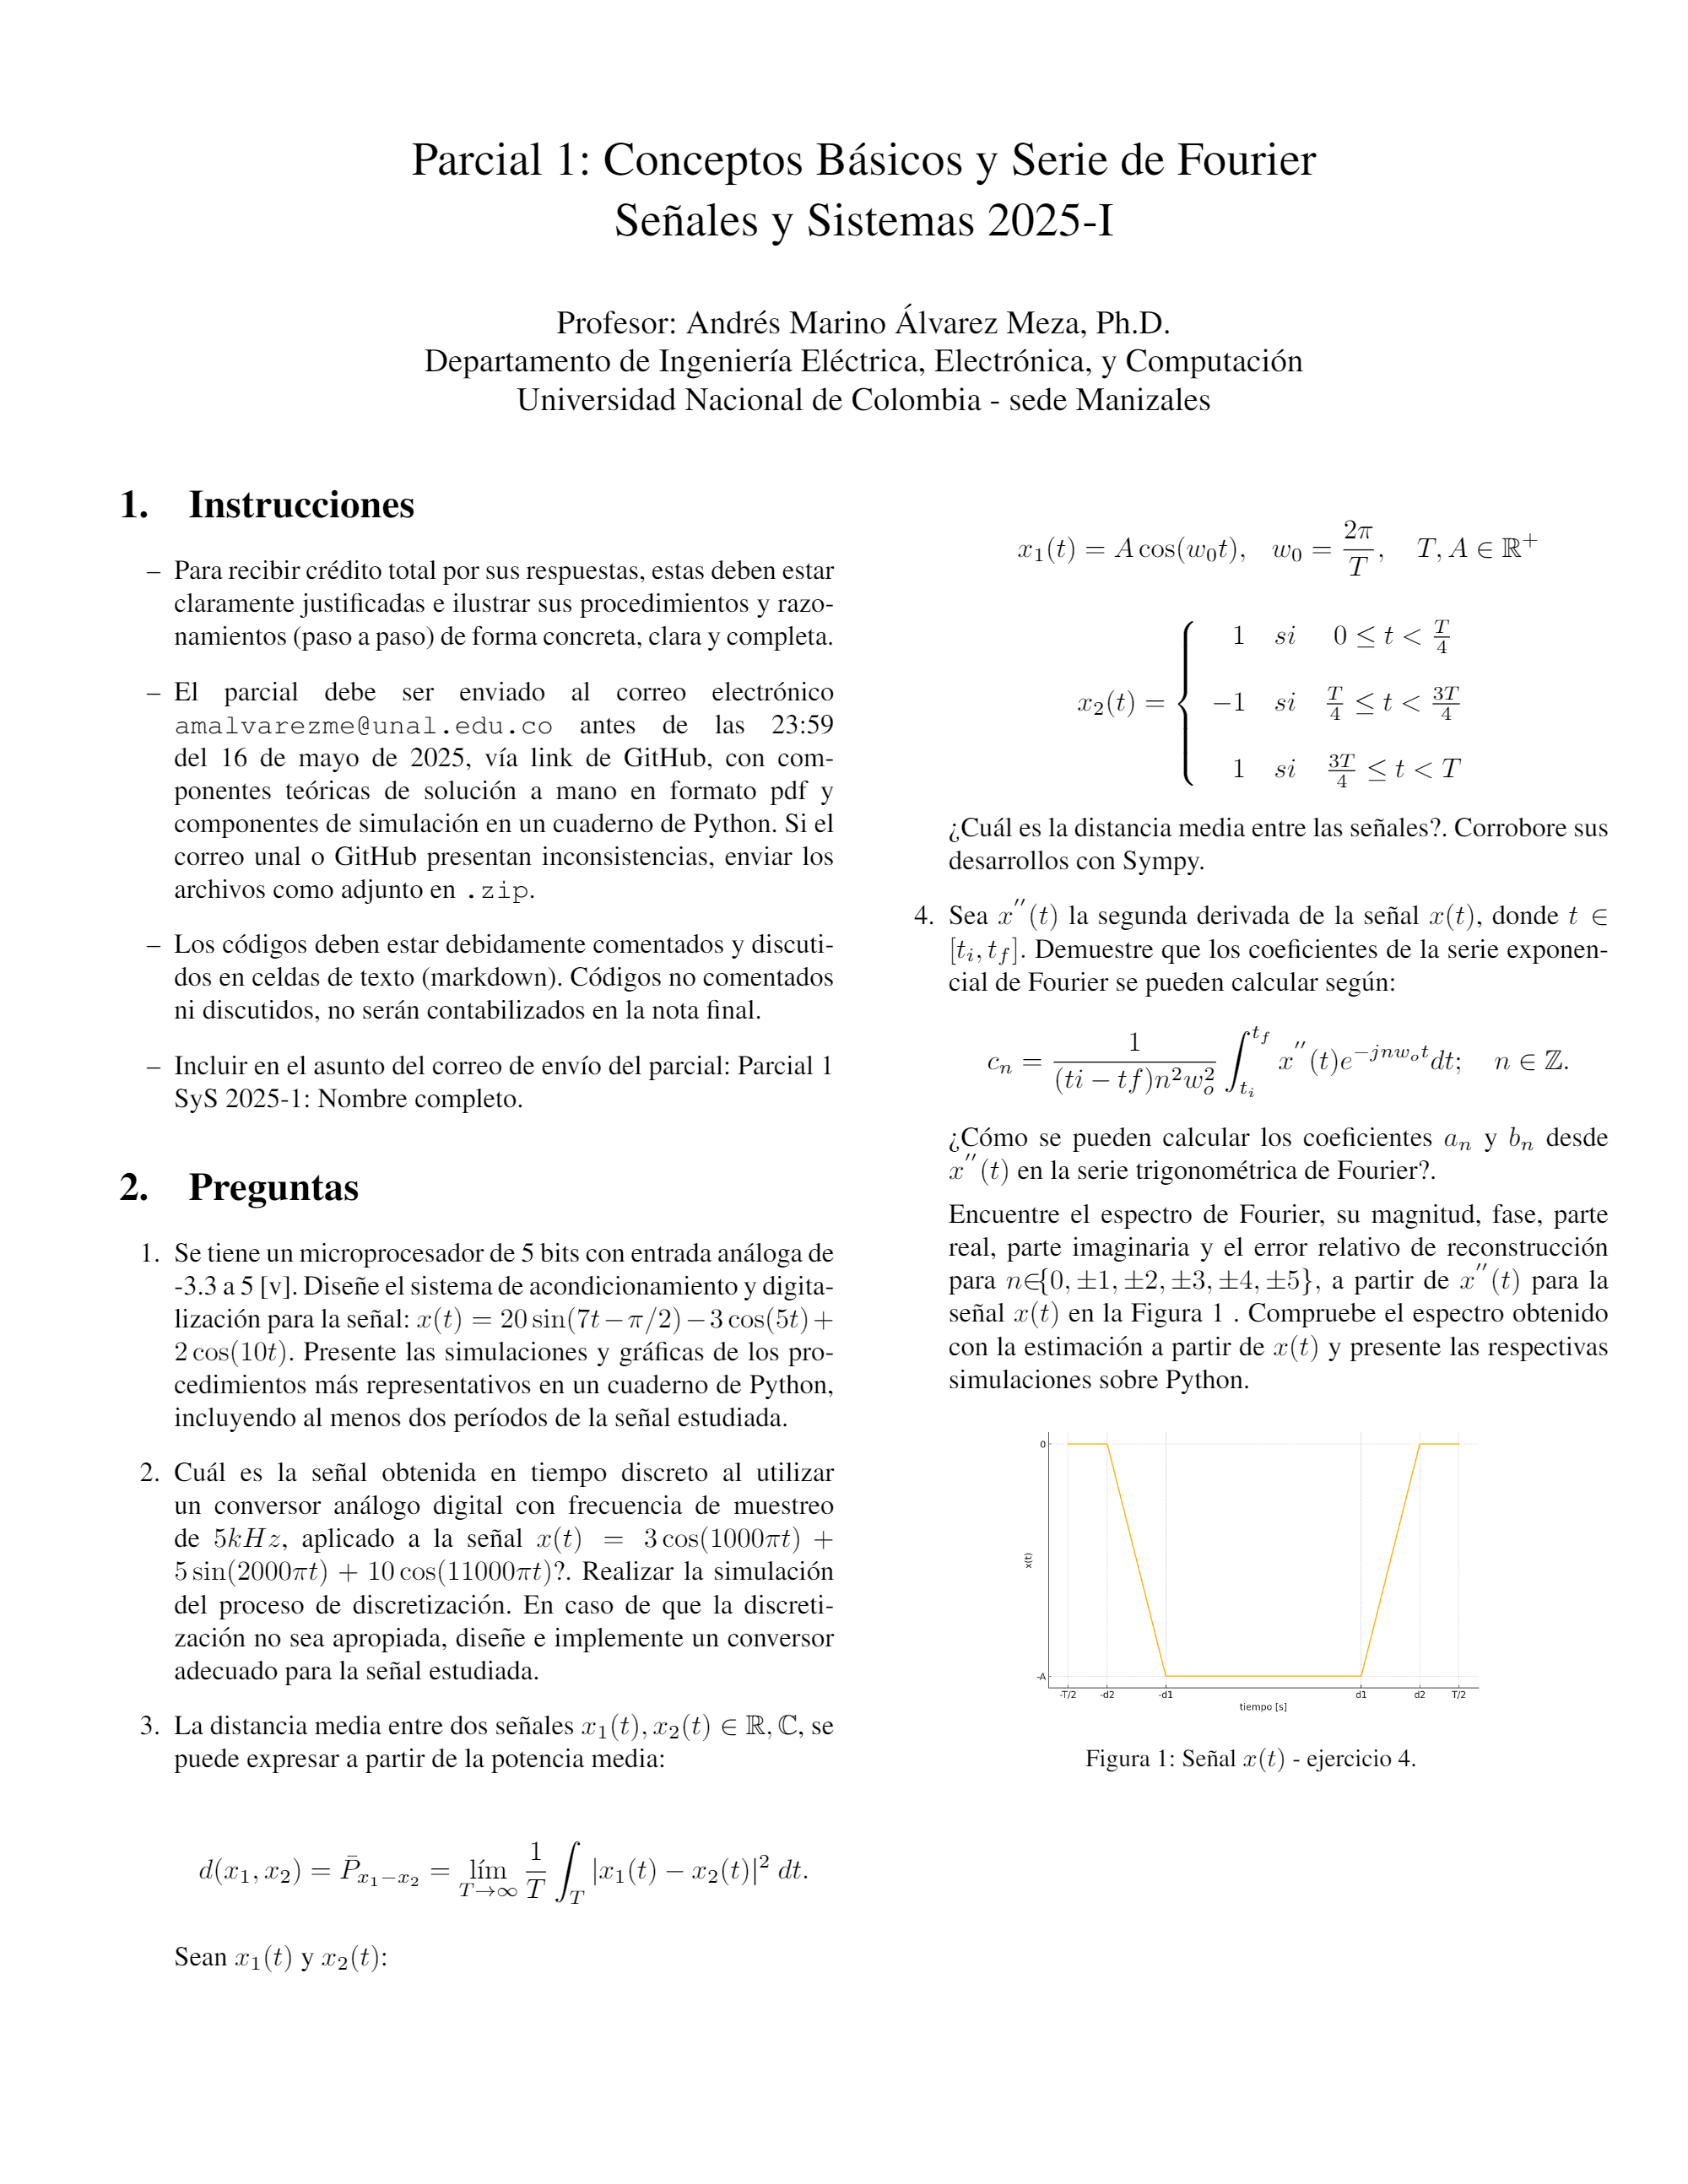 Parcial 1: Conceptos Básicos y Serie de Fourier
Señales y Sistemas 2025-I
Profesor: Andrés Marino Álvarez Meza, Ph.D.
Departamento de Ingeniería Eléctrica, Electrónica, y Computación
Universidad Nacional de Colombia - sede Manizales
1. Instrucciones
– Para recibir crédito total por sus respuestas, estas deben estar
claramente justificadas e ilustrar sus procedimientos y razo-
namientos (paso a paso) de forma concreta, clara y completa.
– El parcial debe ser enviado al correo electrónico
amalvarezme@unal.edu.co antes de las 23:59
del 16 de mayo de 2025, vía link de GitHub, con com-
ponentes teóricas de solución a mano en formato pdf y
componentes de simulación en un cuaderno de Python. Si el
correo unal o GitHub presentan inconsistencias, enviar los
archivos como adjunto en .zip.
– Los códigos deben estar debidamente comentados y discuti-
dos en celdas de texto (markdown). Códigos no comentados
ni discutidos, no serán contabilizados en la nota final.
– Incluir en el asunto del correo de envío del parcial: Parcial 1
SyS 2025-1: Nombre completo.
2. Preguntas
1. Se tiene un microprocesador de 5 bits con entrada análoga de
-3.3 a 5 [v]. Diseñe el sistema de acondicionamiento y digita-
lización para la señal: $x(t) = 20\sin(7t - \pi/2) - 3\cos(5t) +$
$2\cos(10t)$. Presente las simulaciones y gráficas de los pro-
cedimientos más representativos en un cuaderno de Python,
incluyendo al menos dos períodos de la señal estudiada.
2. Cuál es la señal obtenida en tiempo discreto al utilizar
un conversor análogo digital con frecuencia de muestreo
de $5kHz$, aplicado a la señal $x(t) = 3\cos(1000\pi t) +$
$5\sin(2000\pi t) + 10\cos(11000\pi t)$?. Realizar la simulación
del proceso de discretización. En caso de que la discreti-
zación no sea apropiada, diseñe e implemente un conversor
adecuado para la señal estudiada.
3. La distancia media entre dos señales $x_1(t), x_2(t) \in \mathbb{R}, \mathbb{C}$, se
puede expresar a partir de la potencia media:
$d(x_1, x_2) = \bar{P}_{x_1 - x_2} = \lim_{T \to \infty} \frac{1}{T} \int_T |x_1(t) - x_2(t)|^2 \, dt.$
Sean $x_1(t)$ y $x_2(t)$:
$x_1(t) = A\cos(w_0 t), \quad w_0 = \frac{2\pi}{T}, \quad T, A \in \mathbb{R}^+$
$x_2(t) = \begin{cases} 1 & si \quad 0 \leq t < \frac{T}{4} \\ -1 & si \quad \frac{T}{4} \leq t < \frac{3T}{4} \\ 1 & si \quad \frac{3T}{4} \leq t < T \end{cases}$
¿Cuál es la distancia media entre las señales?. Corrobore sus
desarrollos con Sympy.
4. Sea $x''(t)$ la segunda derivada de la señal $x(t)$, donde $t \in$
$[t_i, t_f]$. Demuestre que los coeficientes de la serie exponen-
cial de Fourier se pueden calcular según:
$c_n = \frac{1}{(ti - tf)n^2 w_o^2} \int_{t_i}^{t_f} x''(t) e^{-jnw_o t} dt; \quad n \in \mathbb{Z}.$
¿Cómo se pueden calcular los coeficientes $a_n$ y $b_n$ desde
$x''(t)$ en la serie trigonométrica de Fourier?.
Encuentre el espectro de Fourier, su magnitud, fase, parte
real, parte imaginaria y el error relativo de reconstrucción
para $n \in \{0, \pm 1, \pm 2, \pm 3, \pm 4, \pm 5\}$, a partir de $x''(t)$ para la
señal $x(t)$ en la Figura 1 . Compruebe el espectro obtenido
con la estimación a partir de $x(t)$ y presente las respectivas
simulaciones sobre Python.
0
x(t)
-A
-T/2 -d2 -d1 d1 d2 T/2
tiempo [s]
Figura 1: Señal $x(t)$ - ejercicio 4.